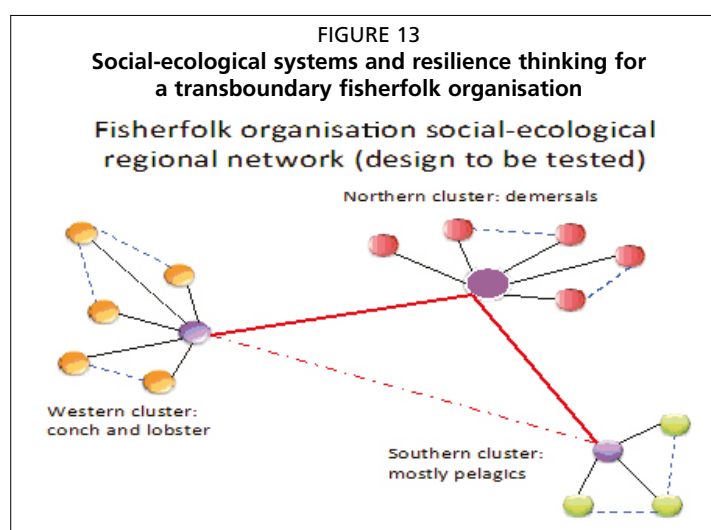 FIGURE 13
Social-ecological systems and resilience thinking for
a transboundary fisherfolk organisation
Fisherfolk organisation social-ecological
regional network (design to be tested)
Northern cluster: demersals
Western cluster:
conch and lobster
Southern cluster:
mostly pelagics